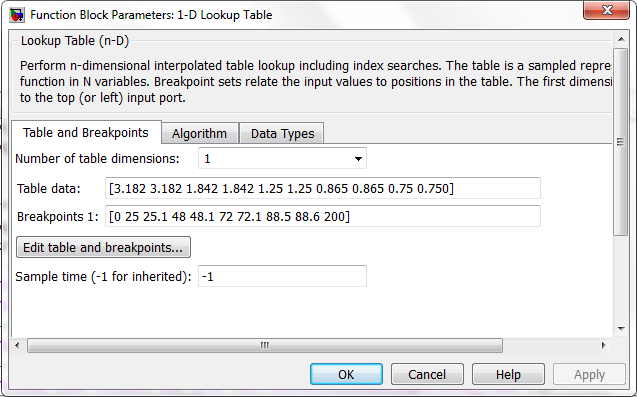 Function Block Parameters: 1-D Lookup Table
Lookup Table (n-D)
Perform n-dimensional interpolated table lookup including index searches. The table is a sampled repre
function in N variables. Breakpoint sets relate the input values to positions in the table. The first dimensi
to the top (or left) input port.
Table and Breakpoints Algorithm Data Types
Number of table dimensions: 1
Table data: [3.182 3.182 1.842 1.842 1.25 1.25 0.865 0.865 0.75 0.750]
Breakpoints 1: [0 25 25.1 48 48.1 72 72.1 88.5 88.6 200]
Edit table and breakpoints...
Sample time (-1 for inherited): -1
OK Cancel Help Apply